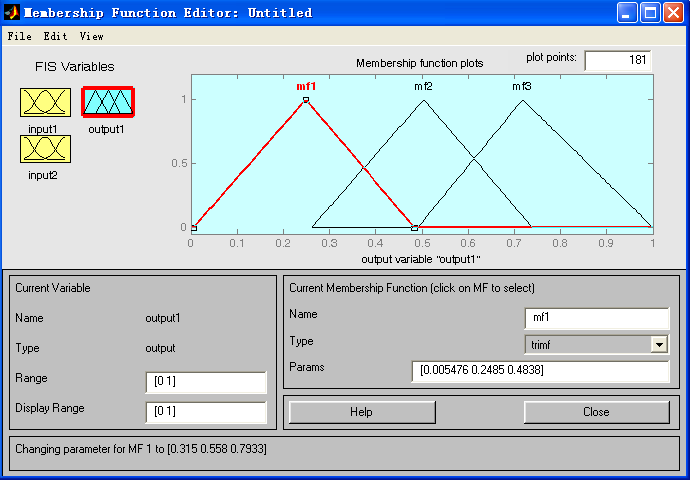 Membership Function Editor: Untitled
File Edit View
FIS Variables
input1
output1
input2
Membership function plots
plot points:
181
mf1 mf2 mf3
1
0.5
0
0 0.1 0.2 0.3 0.4 0.5 0.6 0.7 0.8 0.9 1
output variable "output1"
Current Variable
Name output1
Type output
Range [0 1]
Display Range [0 1]
Current Membership Function (click on MF to select)
Name mf1
Type trimf
Params [0.005476 0.2485 0.4838]
Help Close
Changing parameter for MF 1 to [0.315 0.558 0.7933]